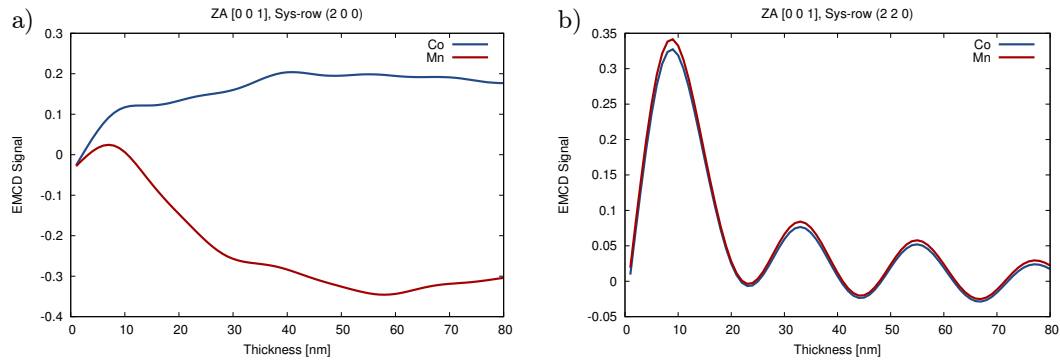 a)
ZA [0 0 1], Sys-row (2 0 0)
Co
Mn
0.3
0.2
0.1
0
-0.1
-0.2
-0.3
-0.4
EMCD Signal
0 10 20 30 40 50 60 70 80
Thickness [nm]
b)
ZA [0 0 1], Sys-row (2 2 0)
Co
Mn
0.35
0.3
0.25
0.2
0.15
0.1
0.05
0
-0.05
EMCD Signal
0 10 20 30 40 50 60 70 80
Thickness [nm]